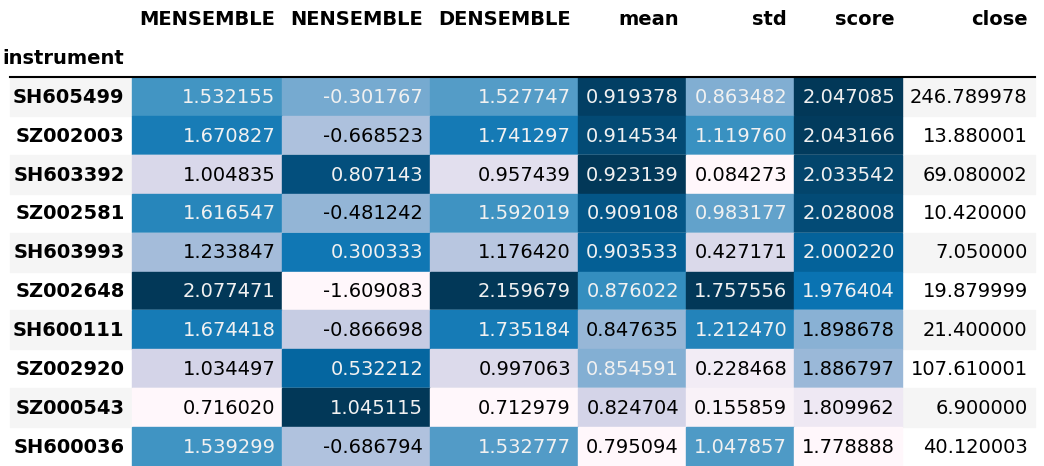 MENSEMBLE NENSEMBLE DENSEMBLE mean std score close
instrument
SH605499 1.532155 -0.301767 1.527747 0.919378 0.863482 2.047085 246.789978
SZ002003 1.670827 -0.668523 1.741297 0.914534 1.119760 2.043166 13.880001
SH603392 1.004835 0.807143 0.957439 0.923139 0.084273 2.033542 69.080002
SZ002581 1.616547 -0.481242 1.592019 0.909108 0.983177 2.028008 10.420000
SH603993 1.233847 0.300333 1.176420 0.903533 0.427171 2.000220 7.050000
SZ002648 2.077471 -1.609083 2.159679 0.876022 1.757556 1.976404 19.879999
SH600111 1.674418 -0.866698 1.735184 0.847635 1.212470 1.898678 21.400000
SZ002920 1.034497 0.532212 0.997063 0.854591 0.228468 1.886797 107.610001
SZ000543 0.716020 1.045115 0.712979 0.824704 0.155859 1.809962 6.900000
SH600036 1.539299 -0.686794 1.532777 0.795094 1.047857 1.778888 40.120003